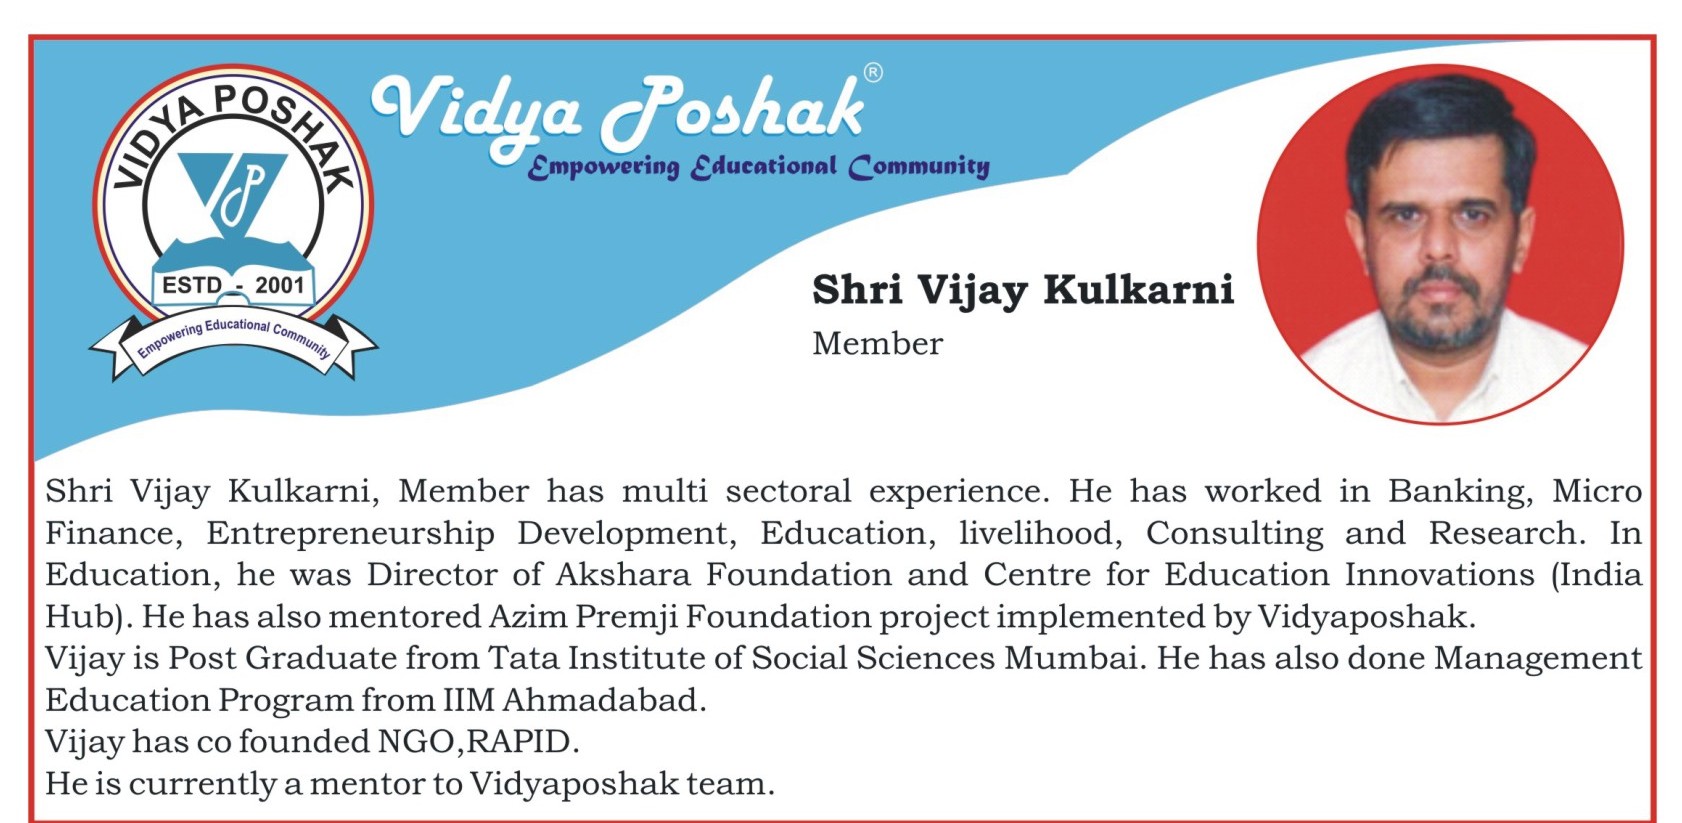 VIDYA POSHAK
VP
ESTD - 2001
Empowering Educational Community
Vidya Poshak®
Empowering Educational Community
Shri Vijay Kulkarni
Member
Shri Vijay Kulkarni, Member has multi sectoral experience. He has worked in Banking, Micro
Finance, Entrepreneurship Development, Education, livelihood, Consulting and Research. In
Education, he was Director of Akshara Foundation and Centre for Education Innovations (India
Hub). He has also mentored Azim Premji Foundation project implemented by Vidyaposhak.
Vijay is Post Graduate from Tata Institute of Social Sciences Mumbai. He has also done Management
Education Program from IIM Ahmadabad.
Vijay has co founded NGO,RAPID.
He is currently a mentor to Vidyaposhak team.